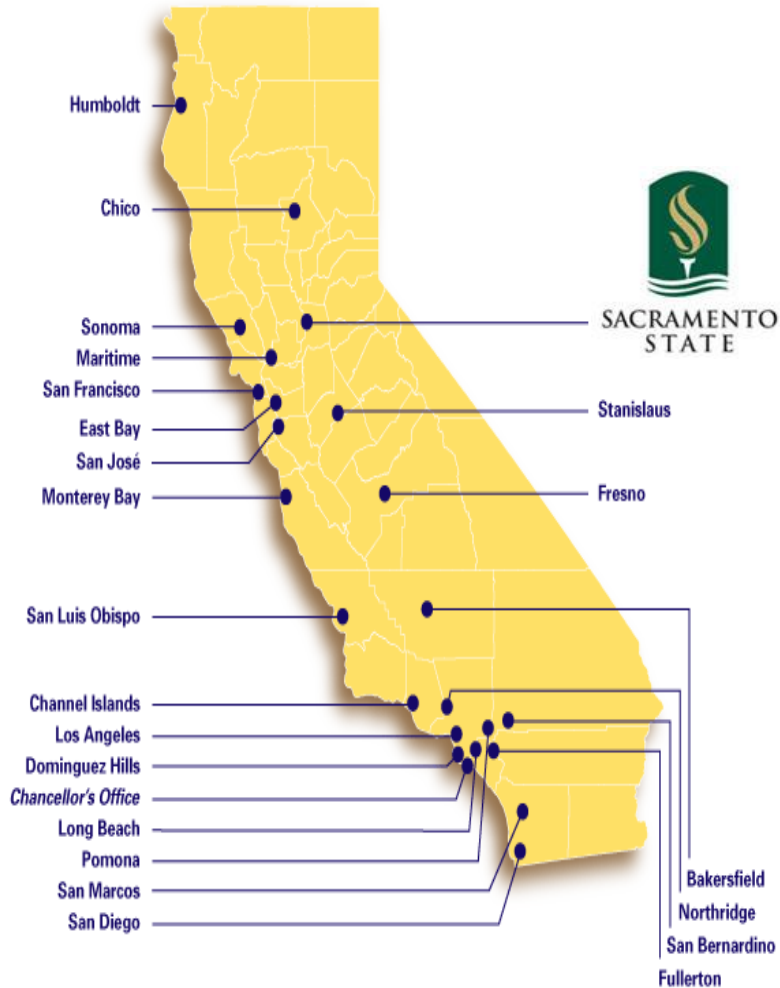 Humboldt
Chico
SACRAMENTO
STATE
Sonoma
Maritime
San Francisco
East Bay
San José
Monterey Bay
Stanislaus
Fresno
San Luis Obispo
Channel Islands
Los Angeles
Dominguez Hills
Chancellor's Office
Long Beach
Pomona
San Marcos
San Diego
Bakersfield
Northridge
San Bernardino
Fullerton